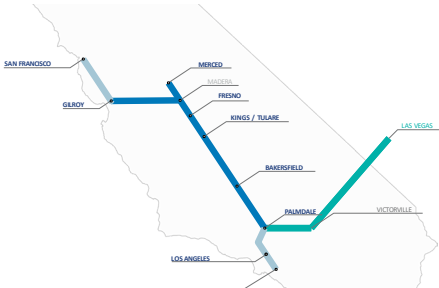 SAN FRANCISCO
MERCED
MADERA
GILROY
FRESNO
KINGS / TULARE
LAS VEGAS
BAKERSFIELD
PALMDALE
VICTORVILLE
LOS ANGELES